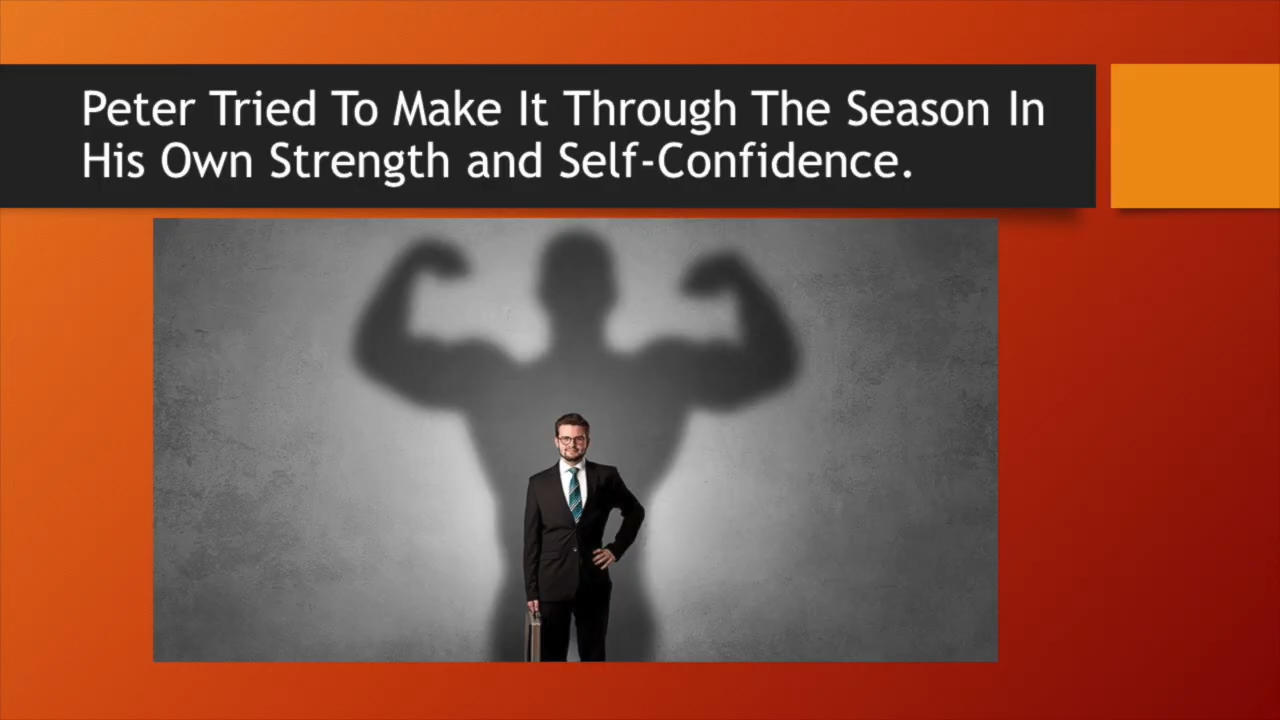 Peter Tried To Make It Through The Season In
His Own Strength and Self-Confidence.